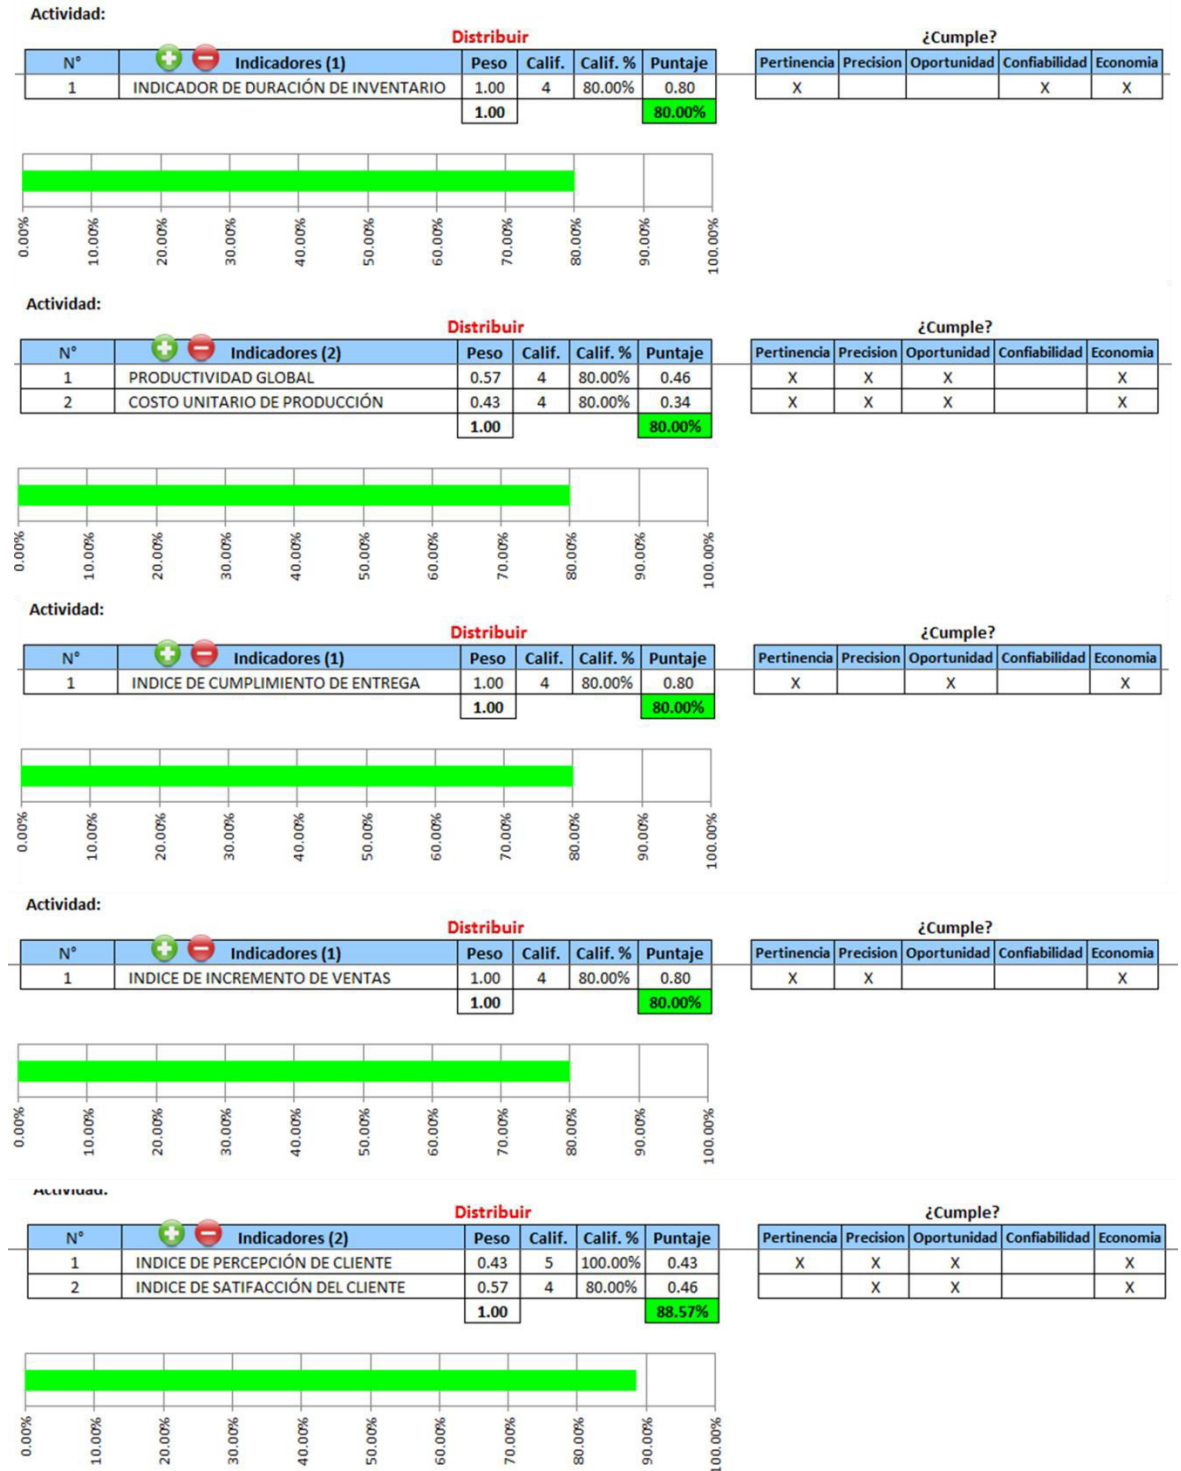 Actividad:
Distribuir ¿Cumple?
N° Indicadores (1) Peso Calif. Calif. % Puntaje Pertinencia Precision Oportunidad Confiabilidad Economia
1 INDICADOR DE DURACIÓN DE INVENTARIO 1.00 4 80.00% 0.80 X X X
1.00 80.00%
0.00% 10.00% 20.00% 30.00% 40.00% 50.00% 60.00% 70.00% 80.00% 90.00% 100.00%
Actividad:
Distribuir ¿Cumple?
N° Indicadores (2) Peso Calif. Calif. % Puntaje Pertinencia Precision Oportunidad Confiabilidad Economia
1 PRODUCTIVIDAD GLOBAL 0.57 4 80.00% 0.46 X X X X
2 COSTO UNITARIO DE PRODUCCIÓN 0.43 4 80.00% 0.34 X X X X
1.00 80.00%
0.00% 10.00% 20.00% 30.00% 40.00% 50.00% 60.00% 70.00% 80.00% 90.00% 100.00%
Actividad:
Distribuir ¿Cumple?
N° Indicadores (1) Peso Calif. Calif. % Puntaje Pertinencia Precision Oportunidad Confiabilidad Economia
1 INDICE DE CUMPLIMIENTO DE ENTREGA 1.00 4 80.00% 0.80 X X X
1.00 80.00%
0.00% 10.00% 20.00% 30.00% 40.00% 50.00% 60.00% 70.00% 80.00% 90.00% 100.00%
Actividad:
Distribuir ¿Cumple?
N° Indicadores (1) Peso Calif. Calif. % Puntaje Pertinencia Precision Oportunidad Confiabilidad Economia
1 INDICE DE INCREMENTO DE VENTAS 1.00 4 80.00% 0.80 X X X
1.00 80.00%
0.00% 10.00% 20.00% 30.00% 40.00% 50.00% 60.00% 70.00% 80.00% 90.00% 100.00%
Actividad:
Distribuir ¿Cumple?
N° Indicadores (2) Peso Calif. Calif. % Puntaje Pertinencia Precision Oportunidad Confiabilidad Economia
1 INDICE DE PERCEPCIÓN DE CLIENTE 0.43 5 100.00% 0.43 X X X X
2 INDICE DE SATISFACCIÓN DEL CLIENTE 0.57 4 80.00% 0.46 X X X
1.00 88.57%
0.00% 10.00% 20.00% 30.00% 40.00% 50.00% 60.00% 70.00% 80.00% 90.00% 100.00%